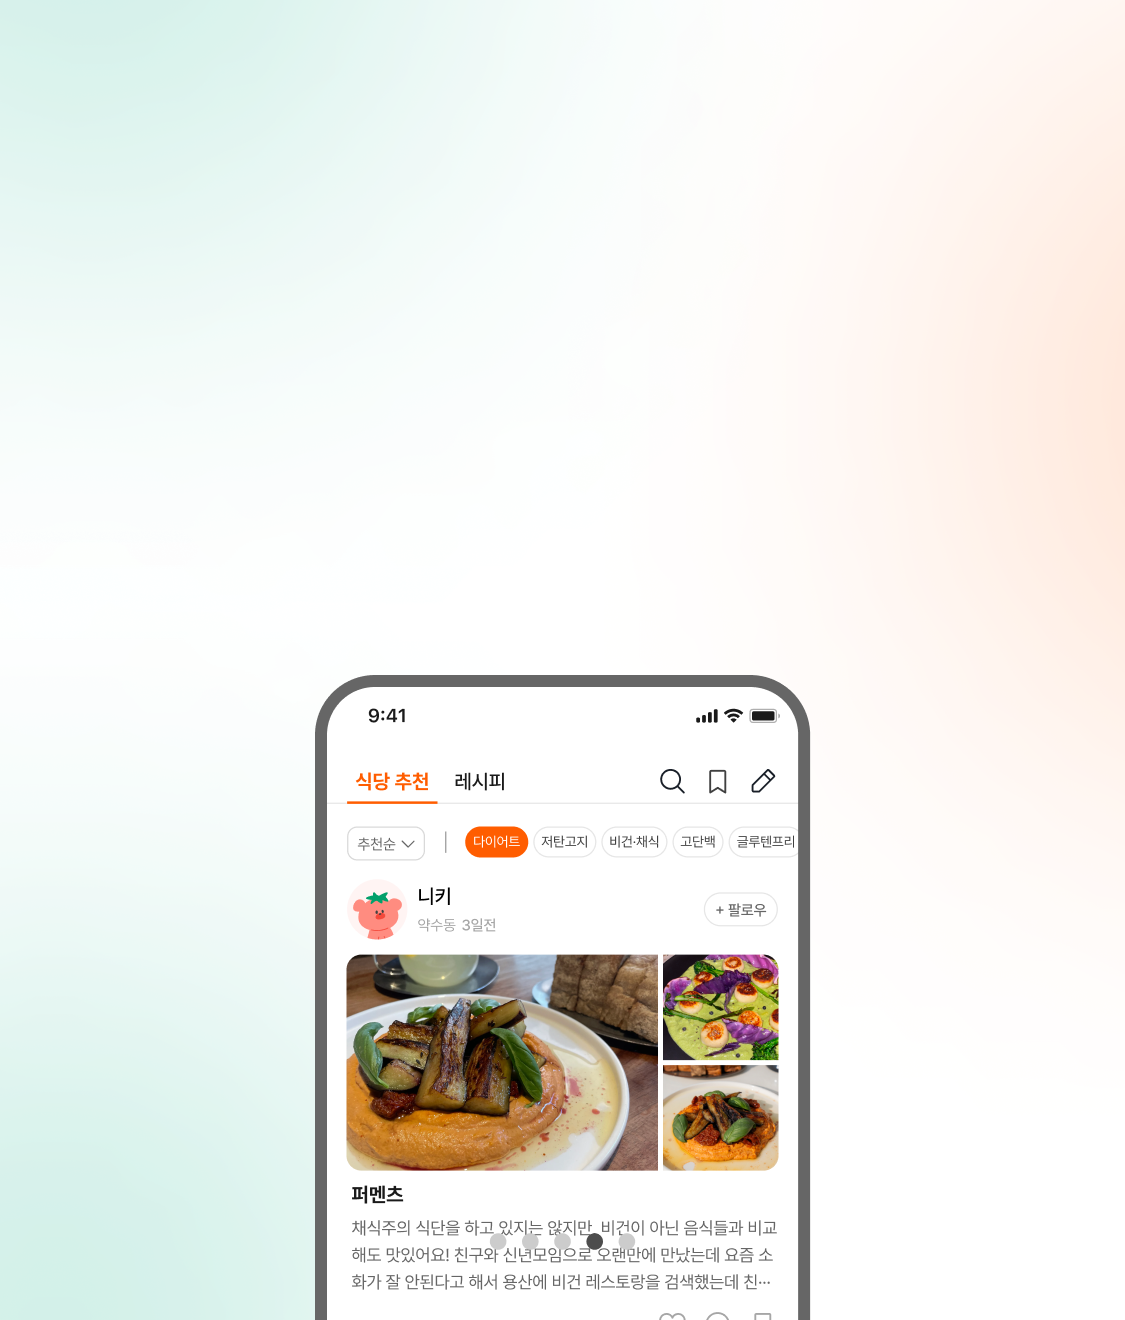 9:41
식당 추천 레시피
추천순 다이어트 저탄고지 비건·채식 고단백 글루텐프리
니키
약수동 3일전
+ 팔로우
퍼멘츠
채식주의 식단을 하고 있지는 않지만, 비건이 아닌 음식들과 비교
해도 맛있어요! 친구와 신년모임으로 오랜만에 만났는데 요즘 소
화가 잘 안된다고 해서 용산에 비건 레스토랑을 검색했는데 친···